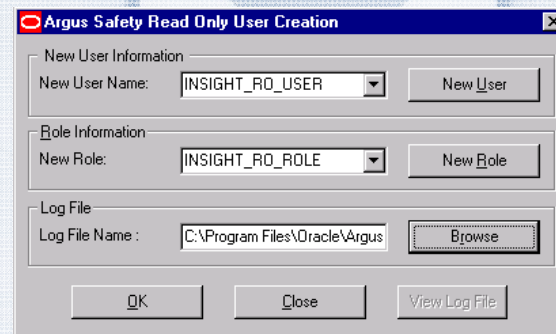 Argus Safety Read Only User Creation
New User Information
New User Name: INSIGHT_RO_USER New User
Role Information
New Role: INSIGHT_RO_ROLE New Role
Log File
Log File Name : C:\Program Files\Oracle\Argus Browse
OK Close View Log File